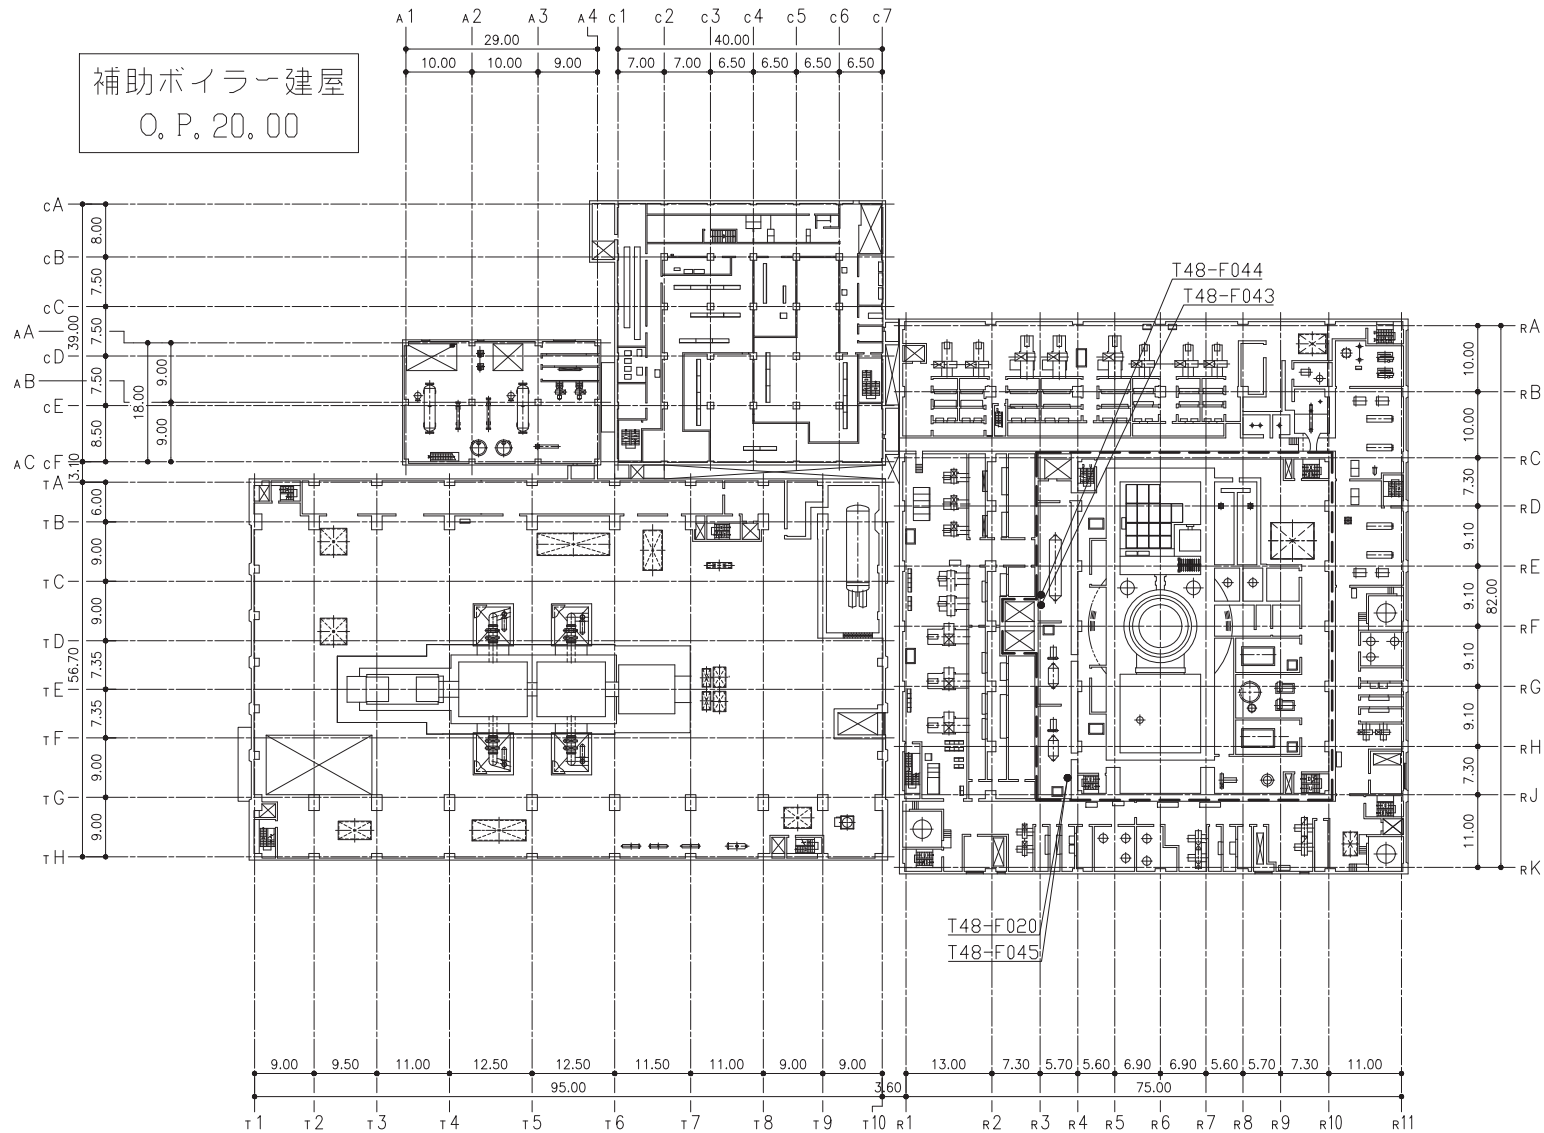 A1 A2 A3 A4 C1 C2 C3 C4 C5 C6 C7
29.00 40.00
10.00 10.00 9.00 7.00 7.00 6.50 6.50 6.50 6.50
補助ボイラー建屋
O.P.20.00
cA
8.00
cB
7.50
cC
39.00
7.50
AA
cD
7.50
AB
cE
8.50
AC cF
9.00
18.00
9.00
3.10
TA
6.00
TB
9.00
TC
9.00
TD
7.35
56.70
TE
7.35
TF
9.00
TG
9.00
TH
T48-F044
T48-F043
RA
10.00
RB
10.00
RC
7.30
RD
9.10
RE
9.10
82.00
RF
9.10
RG
9.10
RH
7.30
RJ
11.00
RK
T48-F020
T48-F045
9.00 9.50 11.00 12.50 12.50 11.50 11.00 9.00 9.00 13.00 7.30 5.70 5.60 6.90 6.90 5.60 5.70 7.30 11.00
95.00 3.60 75.00
T1 T2 T3 T4 T5 T6 T7 T8 T9 T10 R1 R2 R3 R4 R5 R6 R7 R8 R9 R10 R11